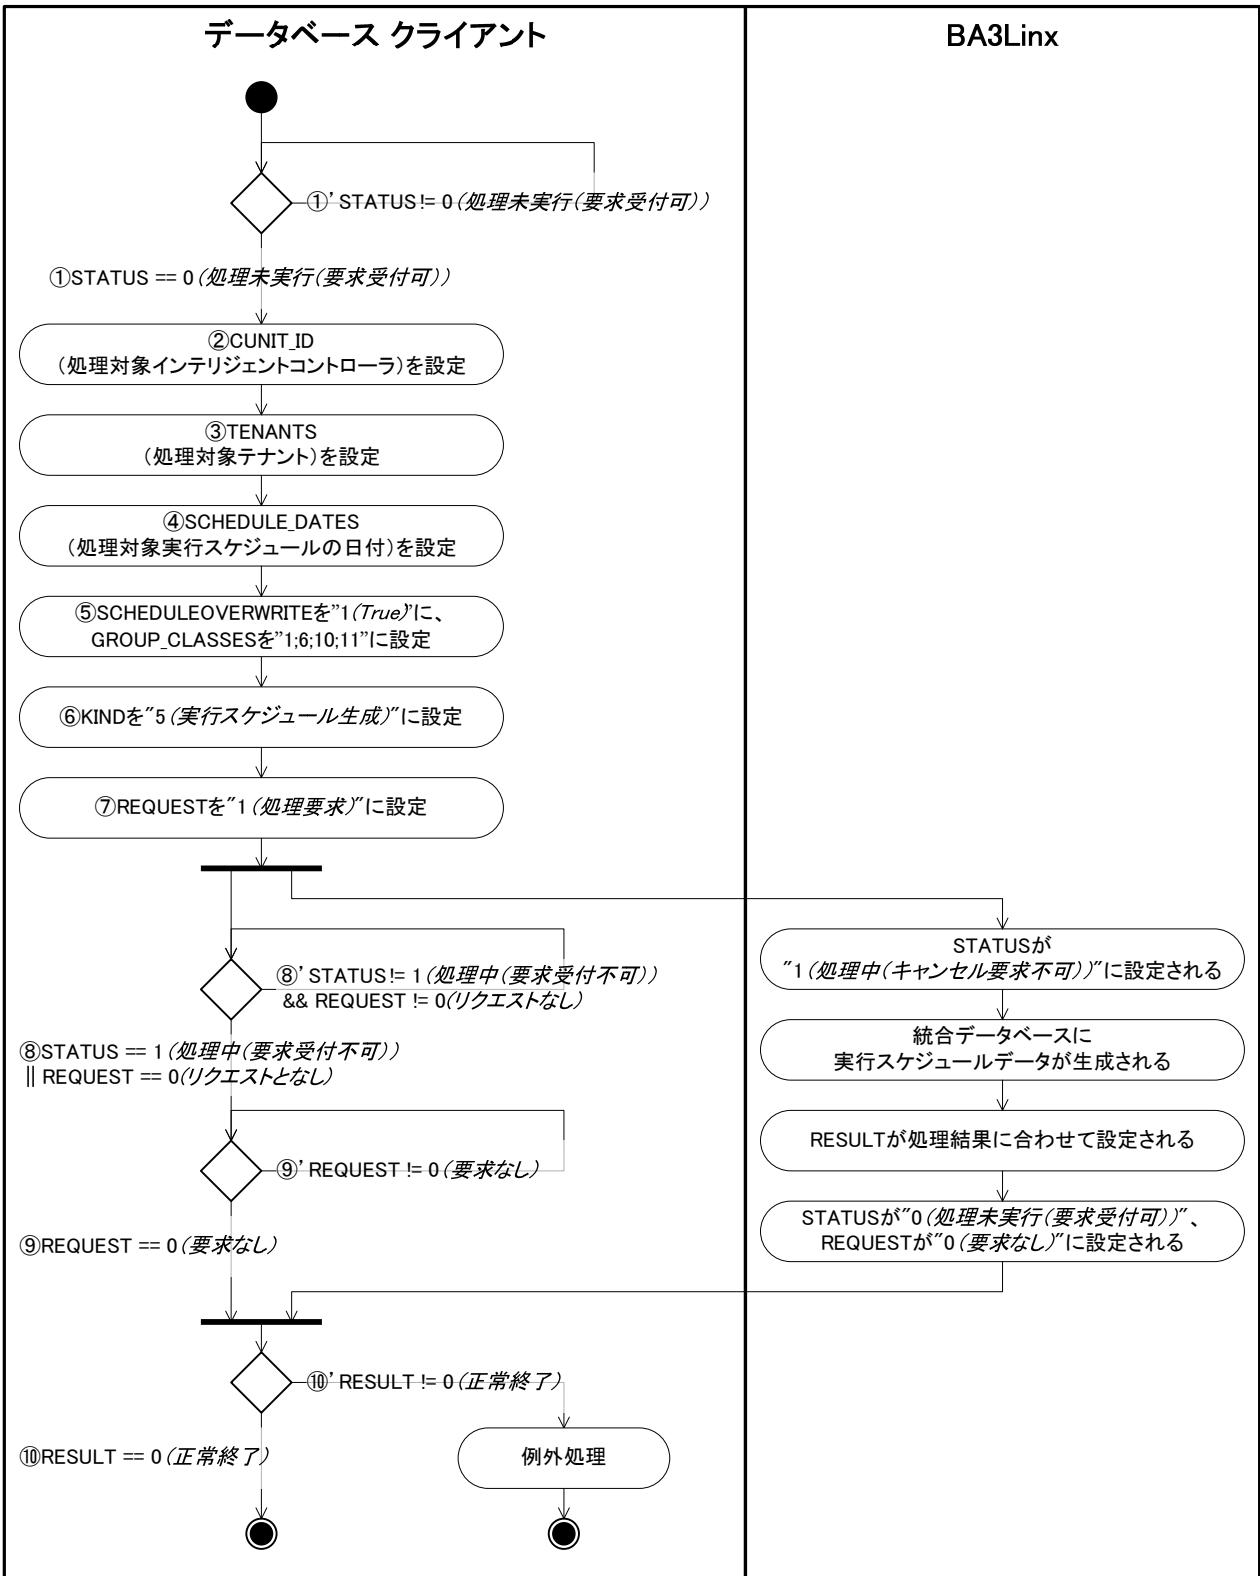 データベース クライアント
BA3Linx
①' STATUS != 0(処理未実行(要求受付可))
①STATUS == 0(処理未実行(要求受付可))
②CUNIT_ID
(処理対象インテリジェントコントローラ)を設定
③TENANTS
(処理対象テナント)を設定
④SCHEDULE_DATES
(処理対象実行スケジュールの日付)を設定
⑤SCHEDULEOVERWRITEを"1(True)"に、
GROUP_CLASSESを"1;6;10;11"に設定
⑥KINDを"5(実行スケジュール生成)"に設定
⑦REQUESTを"1(処理要求)"に設定
⑧' STATUS != 1(処理中(要求受付不可))
&& REQUEST != 0(リクエストなし)
⑧STATUS == 1(処理中(要求受付不可))
|| REQUEST == 0(リクエストとなし)
⑨' REQUEST != 0(要求なし)
⑨REQUEST == 0(要求なし)
STATUSが
"1(処理中(キャンセル要求不可))"に設定される
統合データベースに
実行スケジュールデータが生成される
RESULTが処理結果に合わせて設定される
STATUSが"0(処理未実行(要求受付可))"、
REQUESTが"0(要求なし)"に設定される
⑩' RESULT != 0(正常終了)
⑩RESULT == 0(正常終了)
例外処理